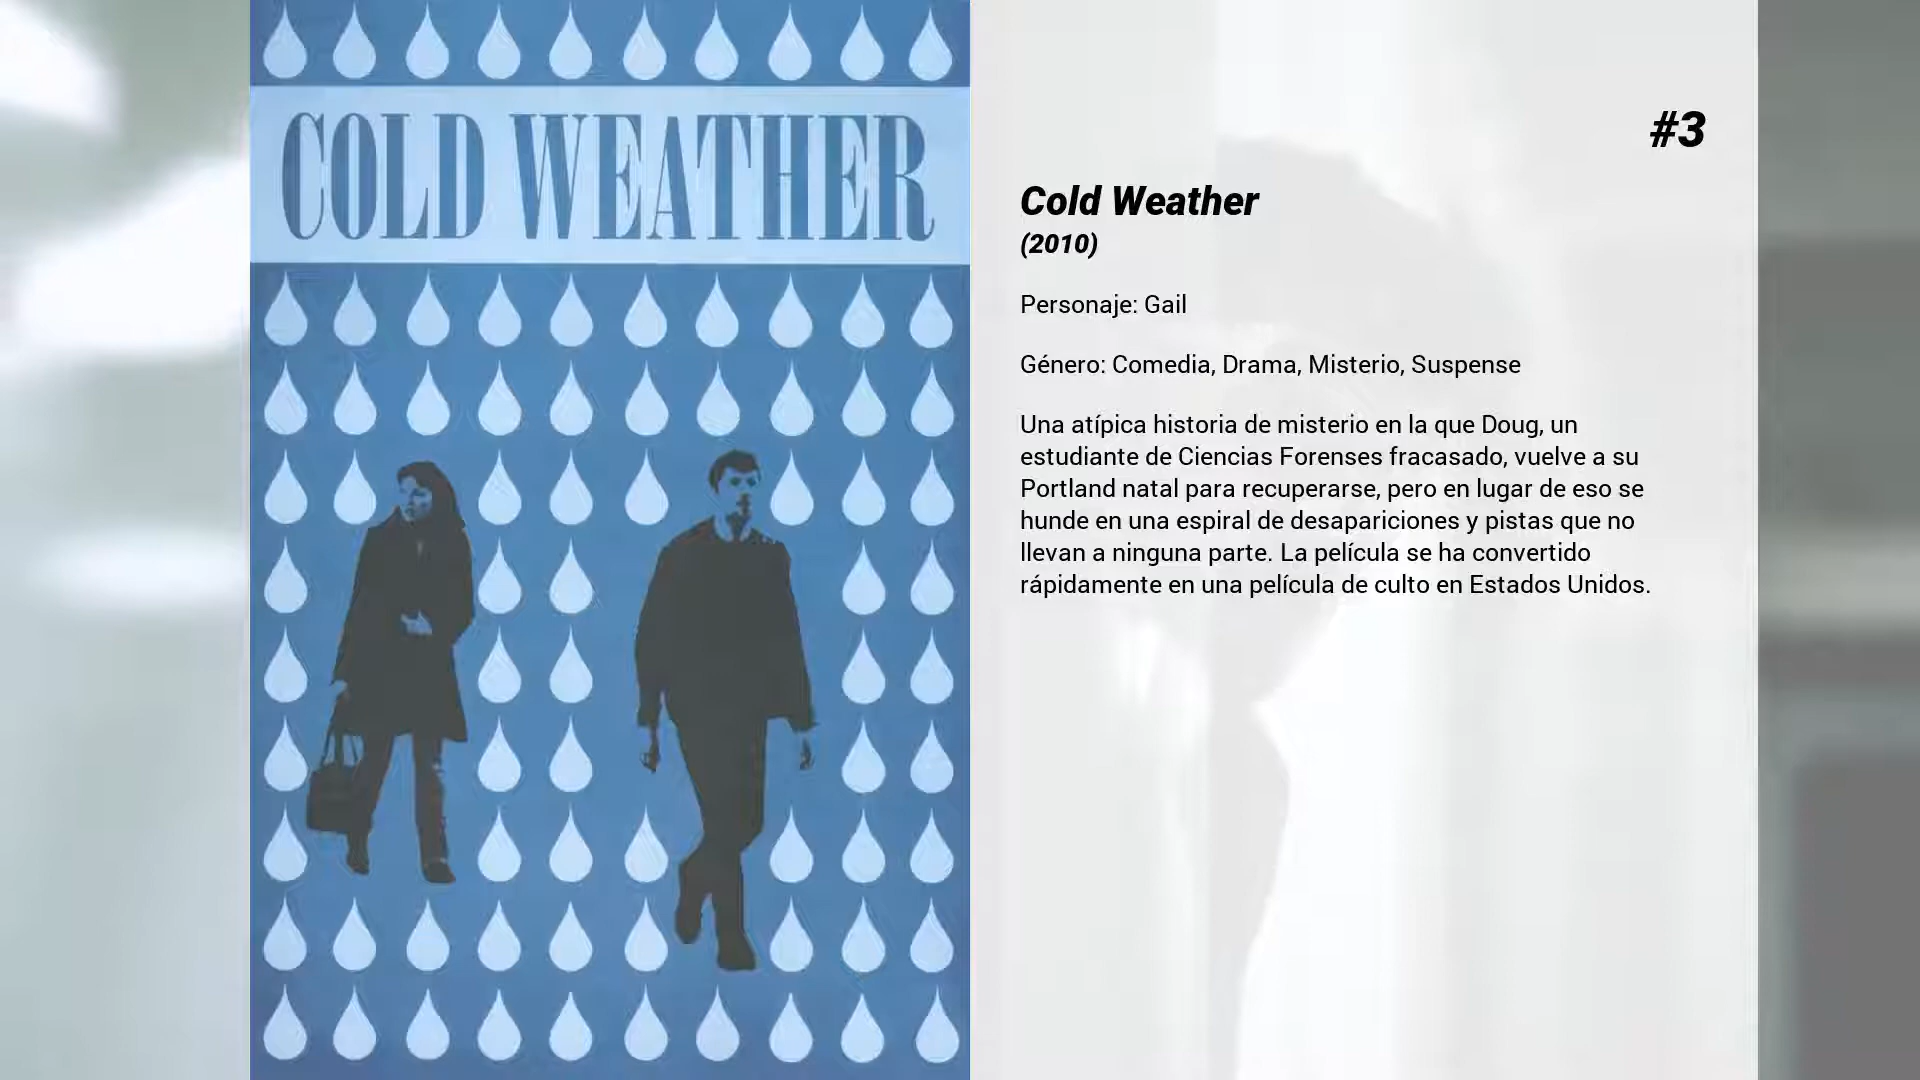 COLD WEATHER
#3
Cold Weather
(2010)
Personaje: Gail
Género: Comedia, Drama, Misterio, Suspense
Una atípica historia de misterio en la que Doug, un
estudiante de Ciencias Forenses fracasado, vuelve a su
Portland natal para recuperarse, pero en lugar de eso se
hunde en una espiral de desapariciones y pistas que no
llevan a ninguna parte. La película se ha convertido
rápidamente en una película de culto en Estados Unidos.